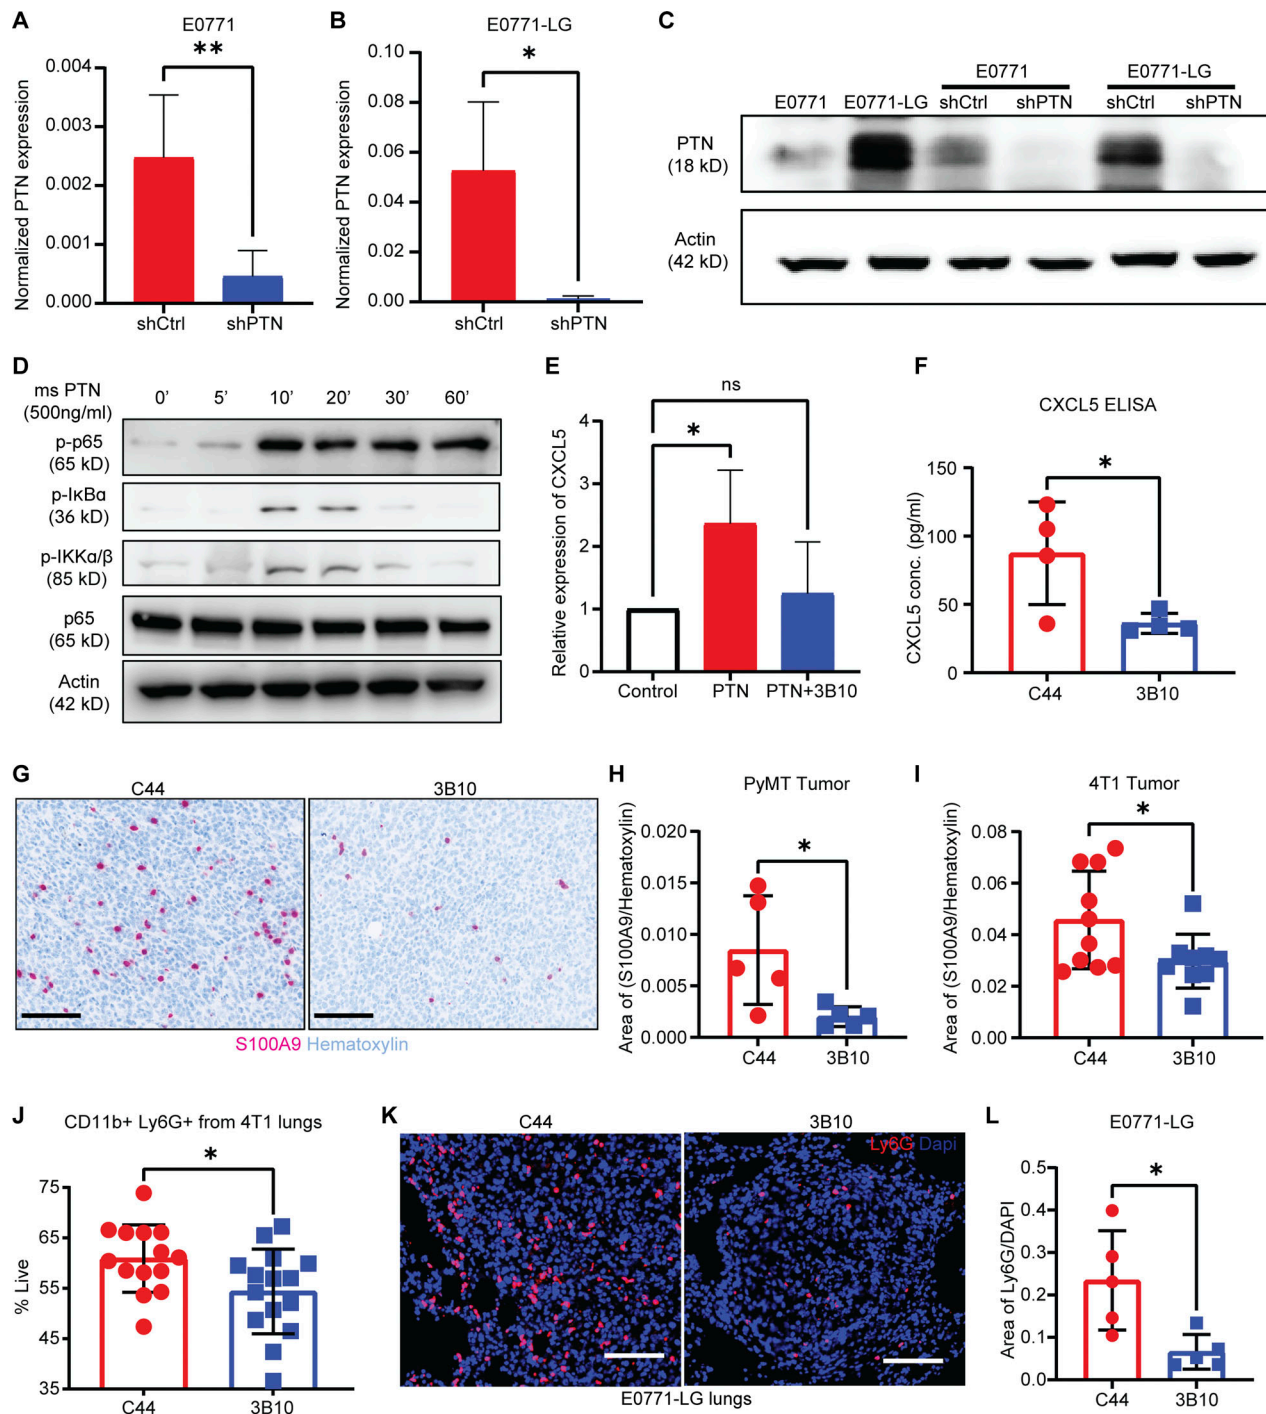 A
E0771
**
Normalized PTN expression
0.004
0.003
0.002
0.001
0.000
shCtrl
shPTN
B
E0771-LG
*
Normalized PTN expression
0.10
0.08
0.06
0.04
0.02
0.00
shCtrl
shPTN
C
E0771
E0771-LG
E0771 E0771-LG shCtrl shPTN shCtrl shPTN
PTN
(18 kD)
Actin
(42 kD)
D
ms PTN
(500ng/ml)
0’ 5’ 10’ 20’ 30’ 60’
p-p65
(65 kD)
p-IκBα
(36 kD)
p-IKKα/β
(85 kD)
p65
(65 kD)
Actin
(42 kD)
E
ns
*
Relative expression of CXCL5
4
3
2
1
0
Control
PTN
PTN+3B10
F
CXCL5 ELISA
*
CXCL5 conc. (pg/ml)
150
100
50
0
C44
3B10
G
C44
3B10
S100A9 Hematoxylin
H
PyMT Tumor
*
Area of (S100A9/Hematoxylin)
0.020
0.015
0.010
0.005
0.000
C44
3B10
I
4T1 Tumor
*
Area of (S100A9/Hematoxylin)
0.08
0.06
0.04
0.02
0.00
C44
3B10
J
CD11b+ Ly6G+ from 4T1 lungs
*
% Live
75
65
55
45
35
C44
3B10
K
C44
3B10
Ly6G Dapi
E0771-LG lungs
L
E0771-LG
*
Area of Ly6G/DAPI
0.5
0.4
0.3
0.2
0.1
0
C44
3B10